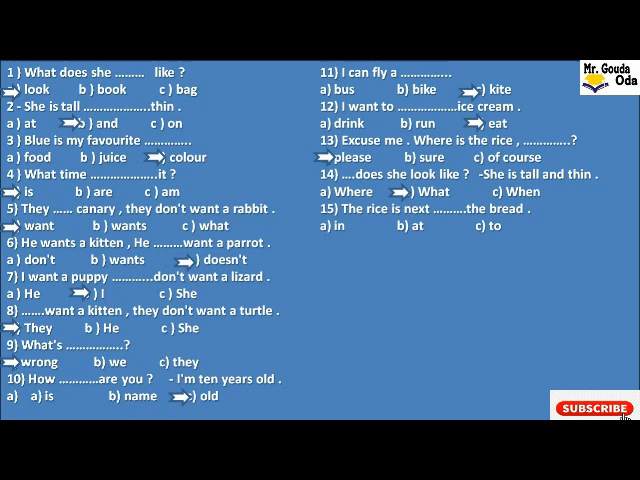 1 } What does she ......... like ?
) look b ) book c ) bag
2 - She is tall ....................thin .
a ) at ) and c ) on
3 } Blue is my favourite ..............
a ) food b ) juice ) colour
4 } What time ....................it ?
) is b ) are c ) am
5) They ...... canary , they don't want a rabbit .
) want b ) wants c ) what
6) He wants a kitten , He .........want a parrot .
a ) don't b ) wants ) doesn't
7) I want a puppy ............don't want a lizard .
a ) He ) I c ) She
8) .......want a kitten , they don't want a turtle .
) They b ) He c ) She
9) What's .................?
wrong b) we c) they
10) How ............are you ? - I'm ten years old .
a) a) is b) name c) old
11) I can fly a ...............
a) bus b) bike c) kite
12) I want to ..................ice cream .
a) drink b) run ) eat
13) Excuse me . Where is the rice , ..............?
please b) sure c) of course
14) ....does she look like ? -She is tall and thin .
a) Where ) What c) When
15) The rice is next ..........the bread .
a) in b) at c) to
Mr. Gouda
Oda
SUBSCRIBE